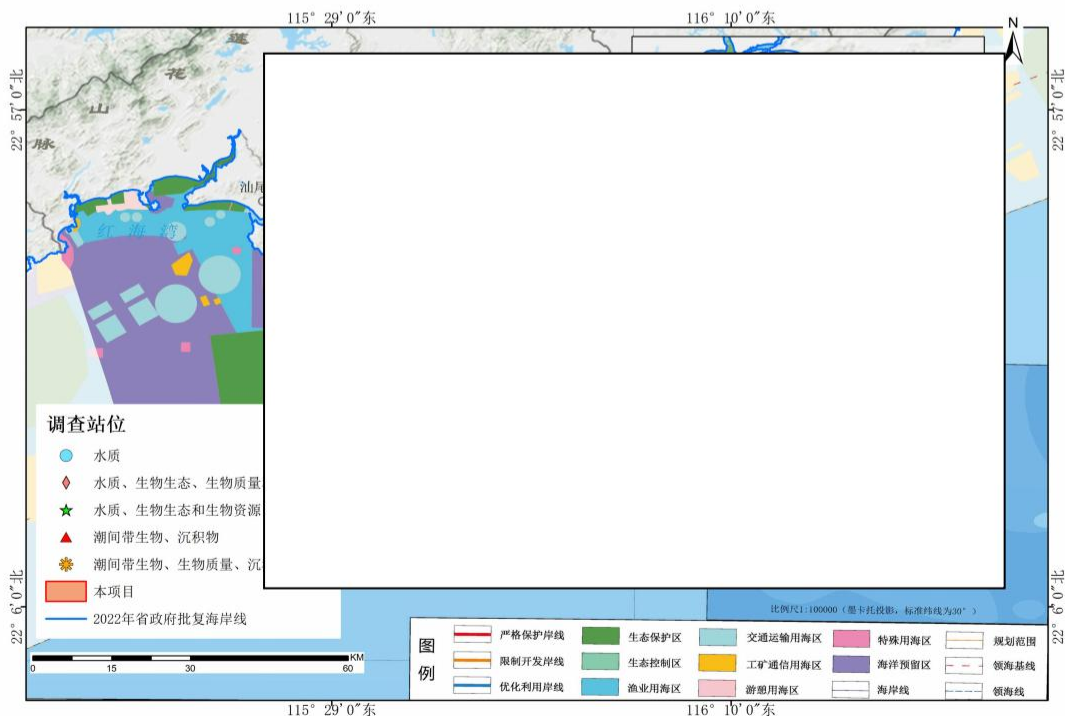 115° 29′0″东
116° 10′0″东
N
22° 57′0″北
22° 57′0″北
莲
花
山
脉
汕尾
红海湾
调查站位
水质
水质、生物生态、生物质量
水质、生物生态和生物资源
潮间带生物、沉积物
潮间带生物、生物质量、沉
本项目
2022年省政府批复海岸线
22° 9′0″北
22° 9′0″北
比例尺1:100000（墨卡托投影，标准纬线为30°）
KM
0 15 30 60
图例
严格保护岸线 生态保护区 交通运输用海区 特殊用海区 规划范围
限制开发岸线 生态控制区 工矿通信用海区 海洋预留区 领海基线
优化利用岸线 渔业用海区 游憩用海区 海岸线 领海线
115° 29′0″东
116° 10′0″东